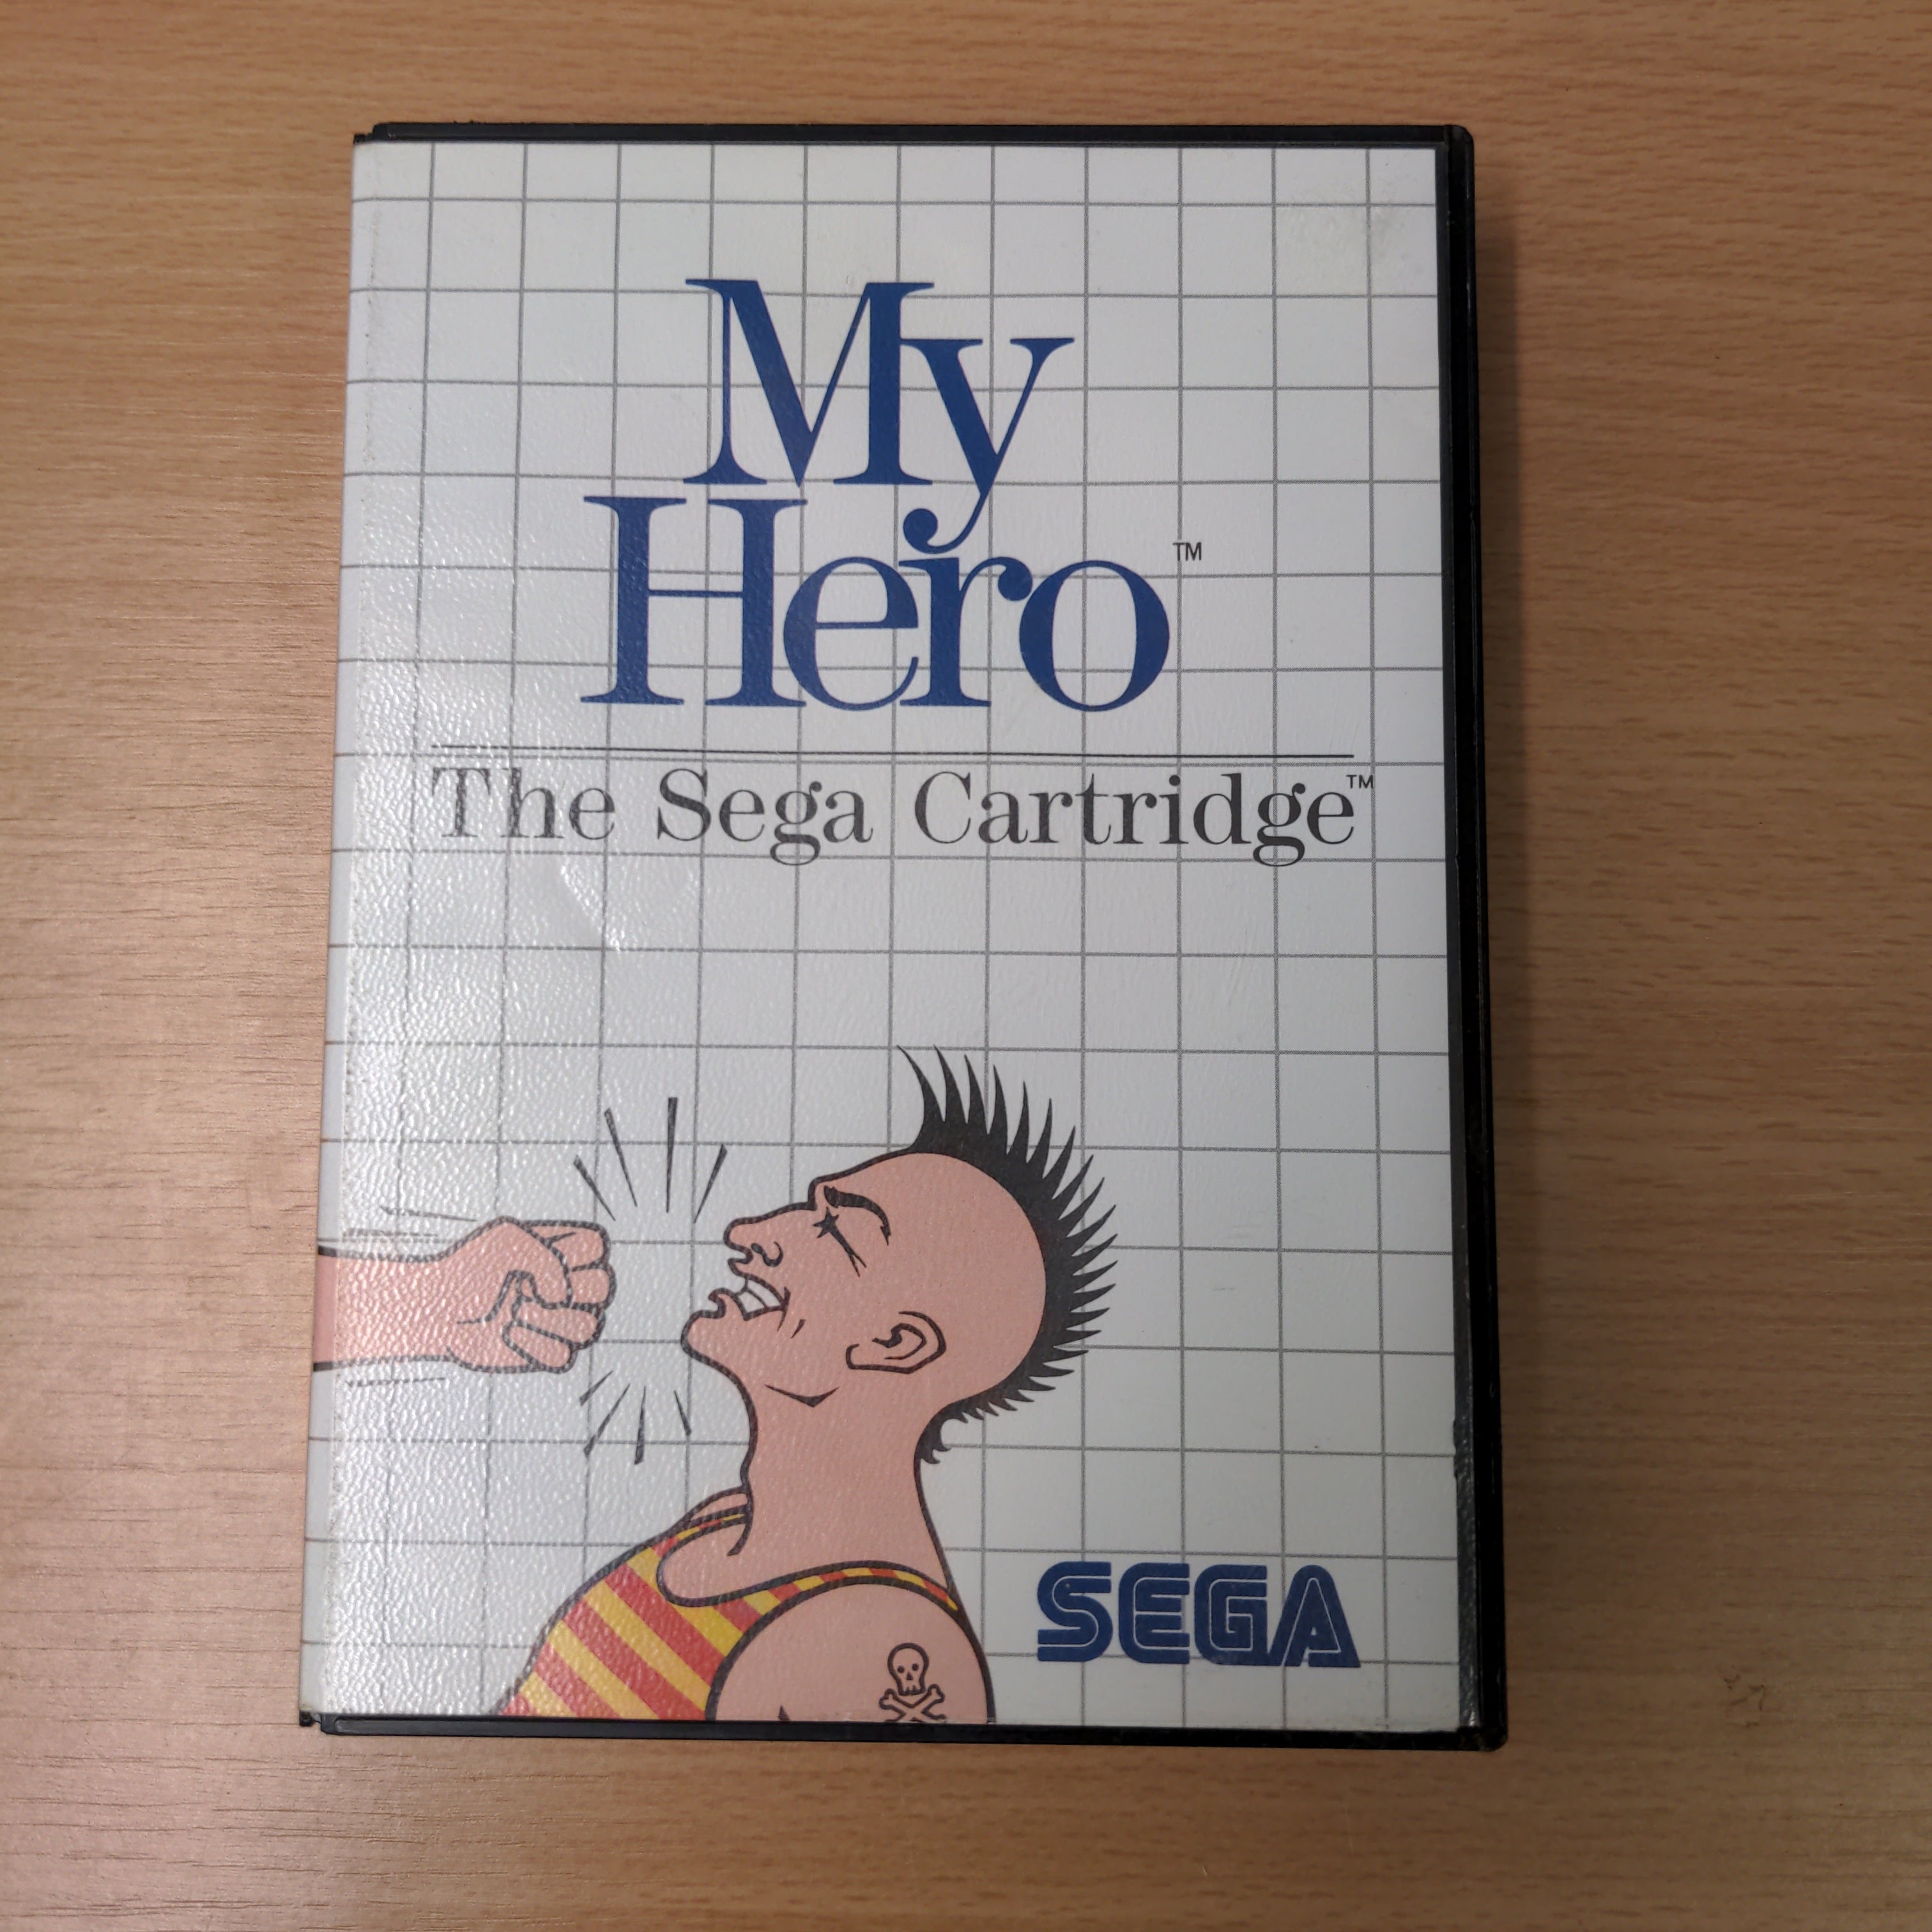 My
Hero™
The Sega Cartridge™
SEGA